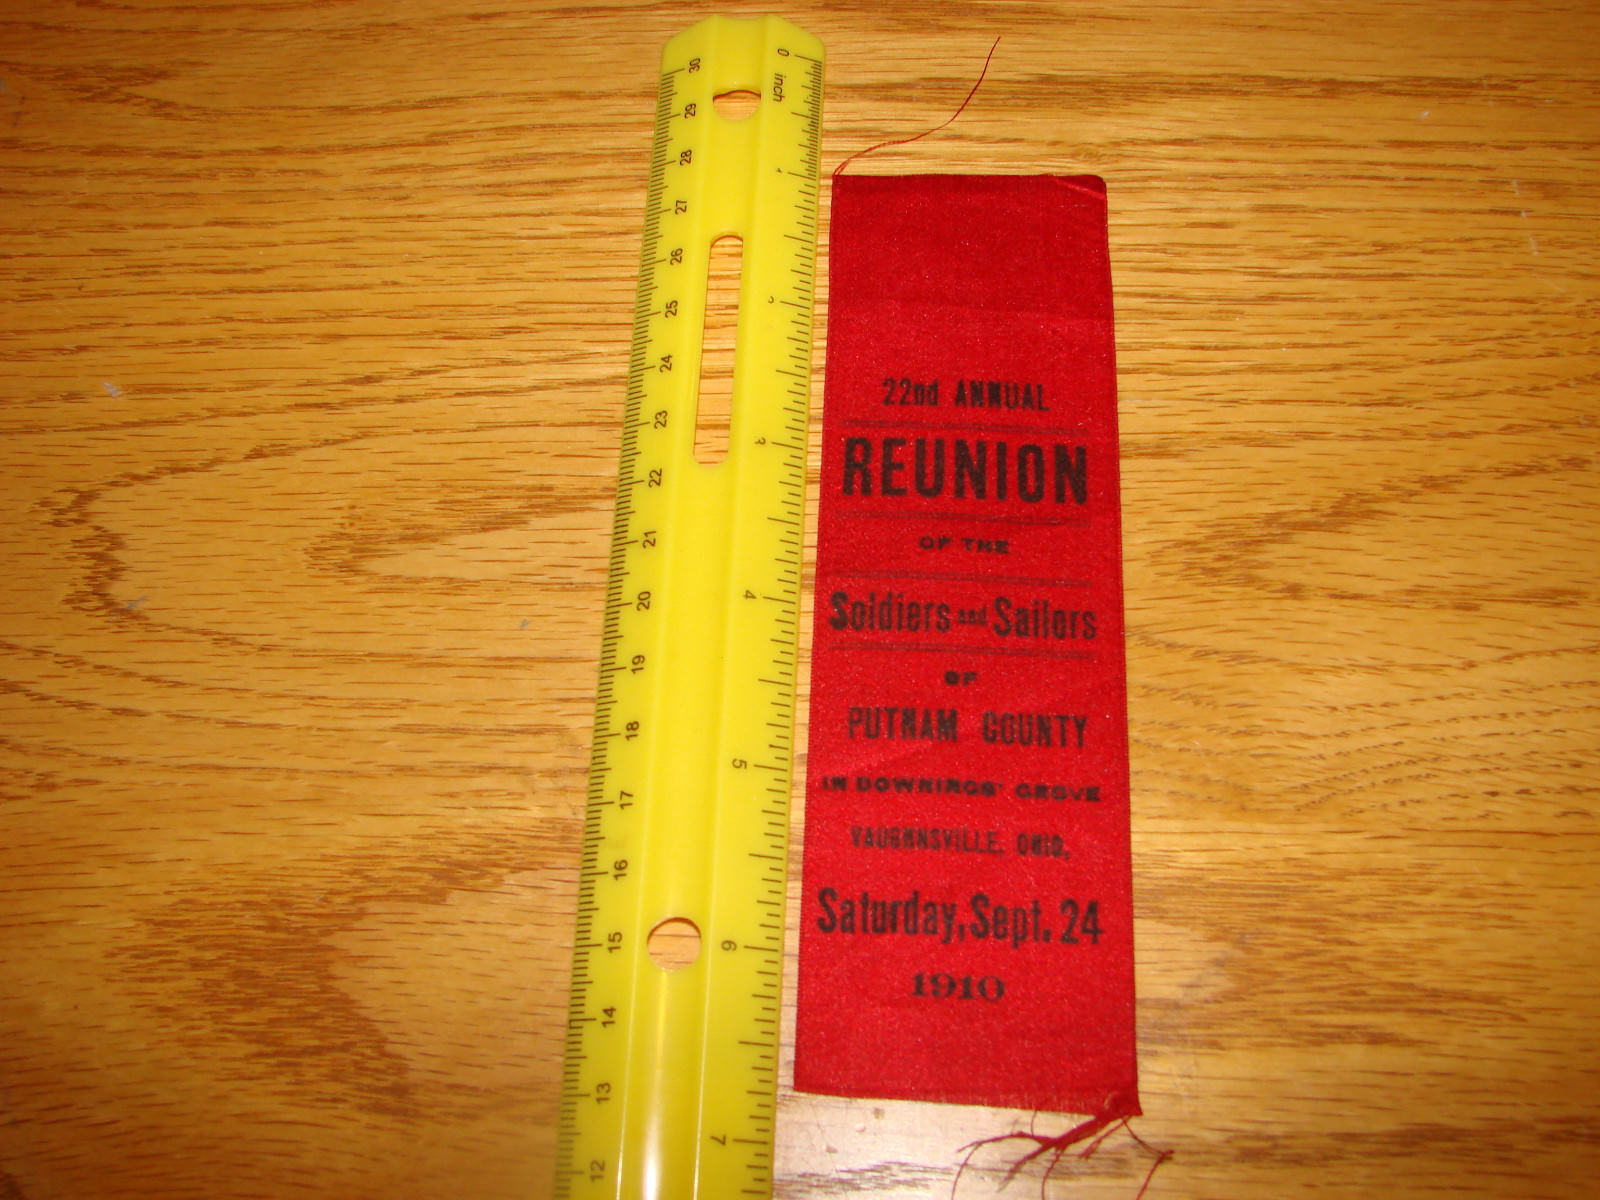 inch
0
1
2
3
4
5
6
7
30
29
28
27
26
25
24
23
22
21
20
19
18
17
16
15
14
13
12
22nd ANNUAL
REUNION
OF THE
Soldiers and Sailors
OF
PUTNAM COUNTY
IN DOWNINGS' GROVE
VAUGHNSVILLE, OHIO,
Saturday, Sept. 24
1910